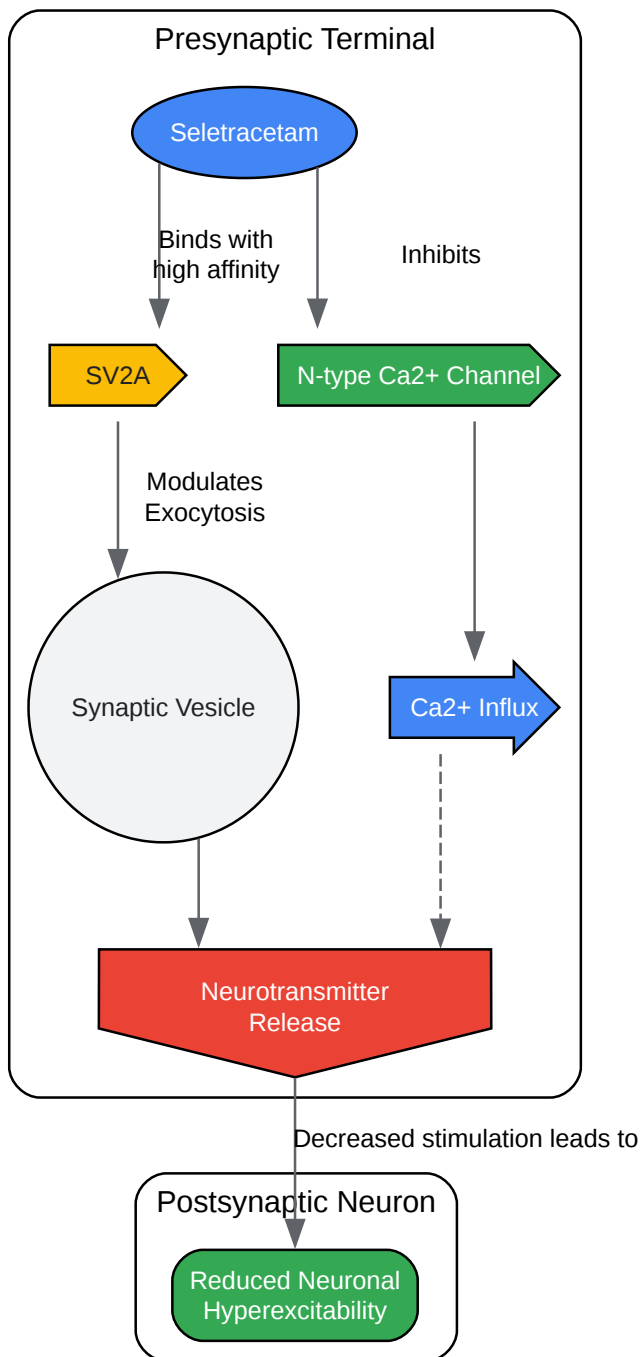 Presynaptic Terminal
Seletracetam
Binds with
high affinity
Inhibits
SV2A
N-type Ca2+ Channel
Modulates
Exocytosis
Synaptic Vesicle
Ca2+ Influx
Neurotransmitter
Release
Decreased stimulation leads to
Postsynaptic Neuron
Reduced Neuronal
Hyperexcitability